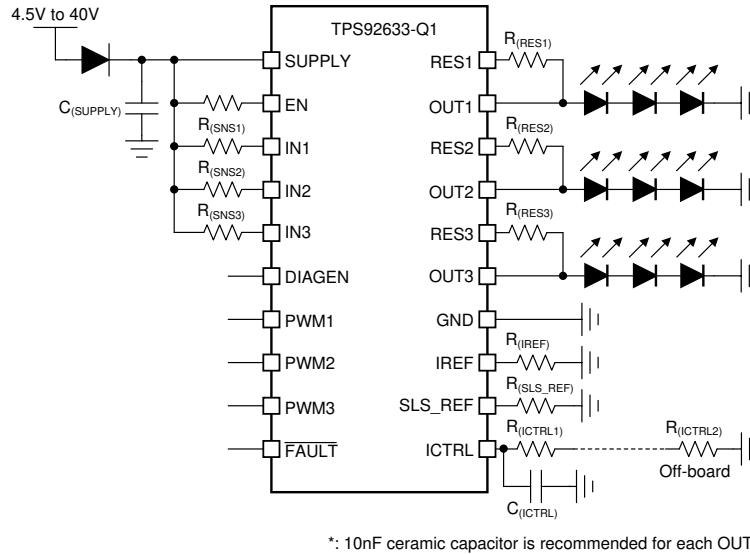 4.5V to 40V
TPS92633-Q1
SUPPLY
EN
IN1
IN2
IN3
DIAGEN
PWM1
PWM2
PWM3
FAULT
C(SUPPLY)
R(SNS1)
R(SNS2)
R(SNS3)
RES1
OUT1
RES2
OUT2
RES3
OUT3
GND
IREF
SLS_REF
ICTRL
R(RES1)
R(RES2)
R(RES3)
R(IREF)
R(SLS_REF)
R(ICTRL1)
R(ICTRL2)
Off-board
C(ICTRL)
*: 10nF ceramic capacitor is recommended for each OUT